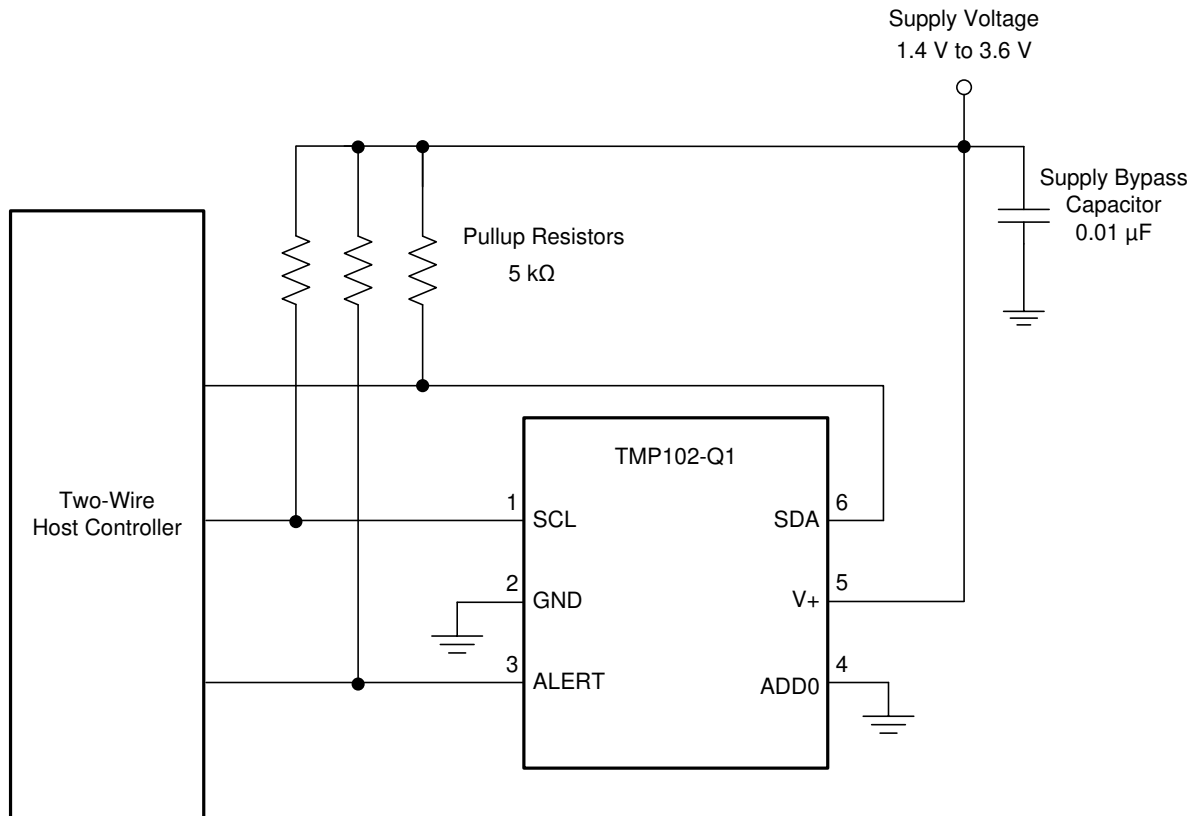 Supply Voltage
1.4 V to 3.6 V
Supply Bypass
Capacitor
0.01 µF
Pullup Resistors
5 kΩ
Two-Wire
Host Controller
TMP102-Q1
1
SCL
2
GND
3
ALERT
6
SDA
5
V+
4
ADD0